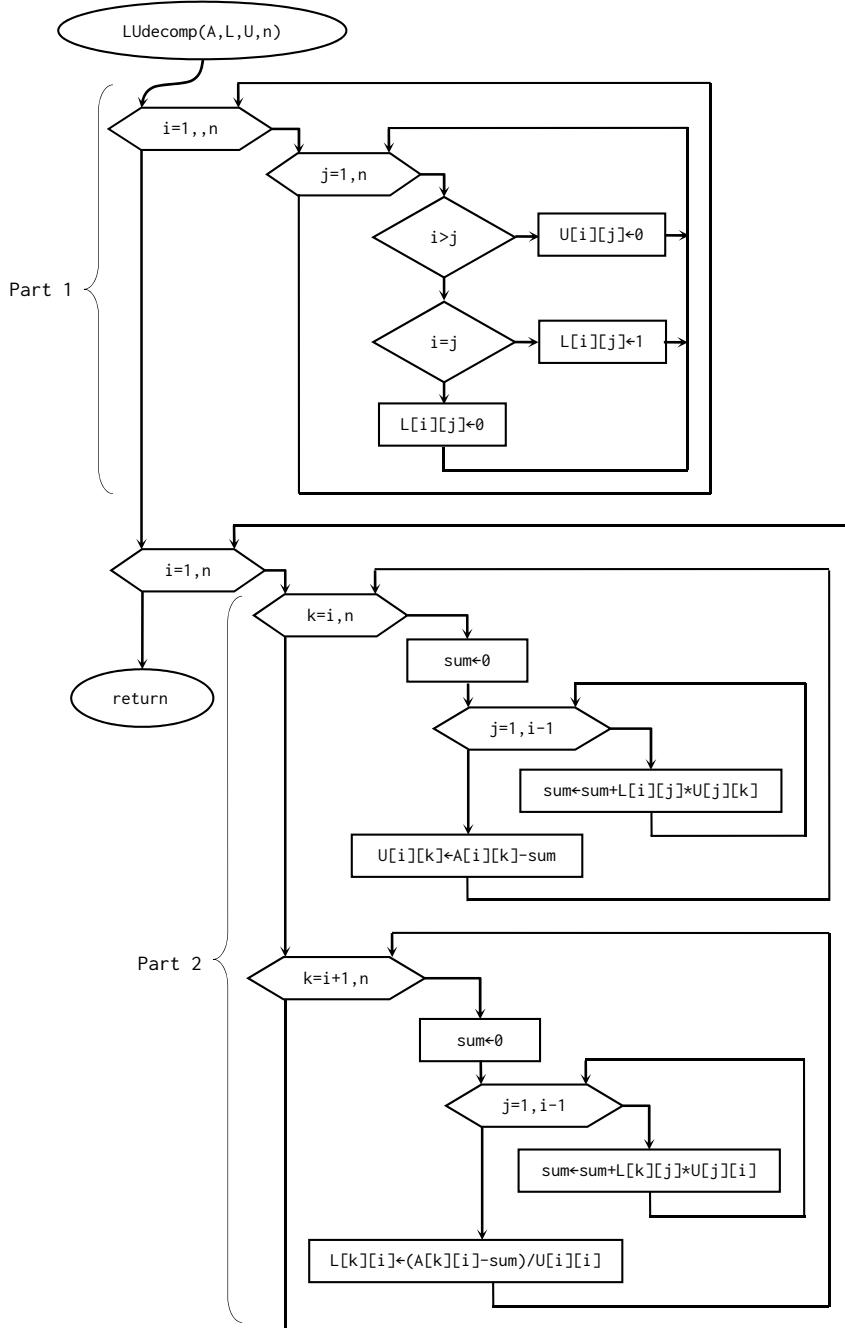 LUdecomp(A,L,U,n)
i=1,,n
j=1,n
i>j
U[i][j]←0
Part 1
i=j
L[i][j]←1
L[i][j]←0
i=1,n
k=i,n
sum←0
return
j=1,i-1
sum←sum+L[i][j]*U[j][k]
U[i][k]←A[i][k]-sum
Part 2
k=i+1,n
sum←0
j=1,i-1
sum←sum+L[k][j]*U[j][i]
L[k][i]←(A[k][i]-sum)/U[i][i]